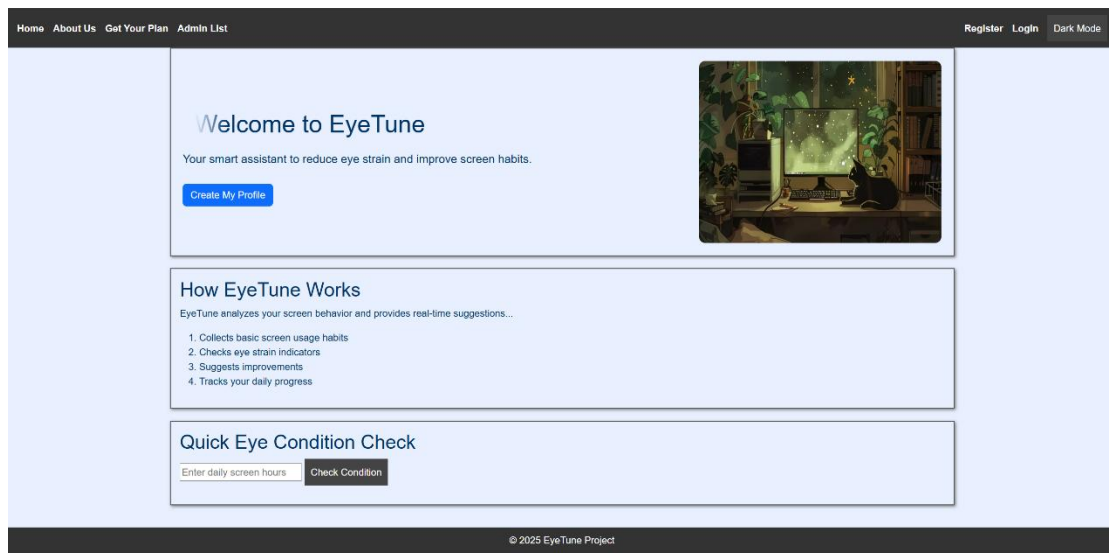 Home About Us Get Your Plan Admin List Register Login Dark Mode
Welcome to EyeTune
Your smart assistant to reduce eye strain and improve screen habits.
Create My Profile
How EyeTune Works
EyeTune analyzes your screen behavior and provides real-time suggestions...
1. Collects basic screen usage habits
2. Checks eye strain indicators
3. Suggests improvements
4. Tracks your daily progress
Quick Eye Condition Check
Enter daily screen hours Check Condition
© 2025 EyeTune Project